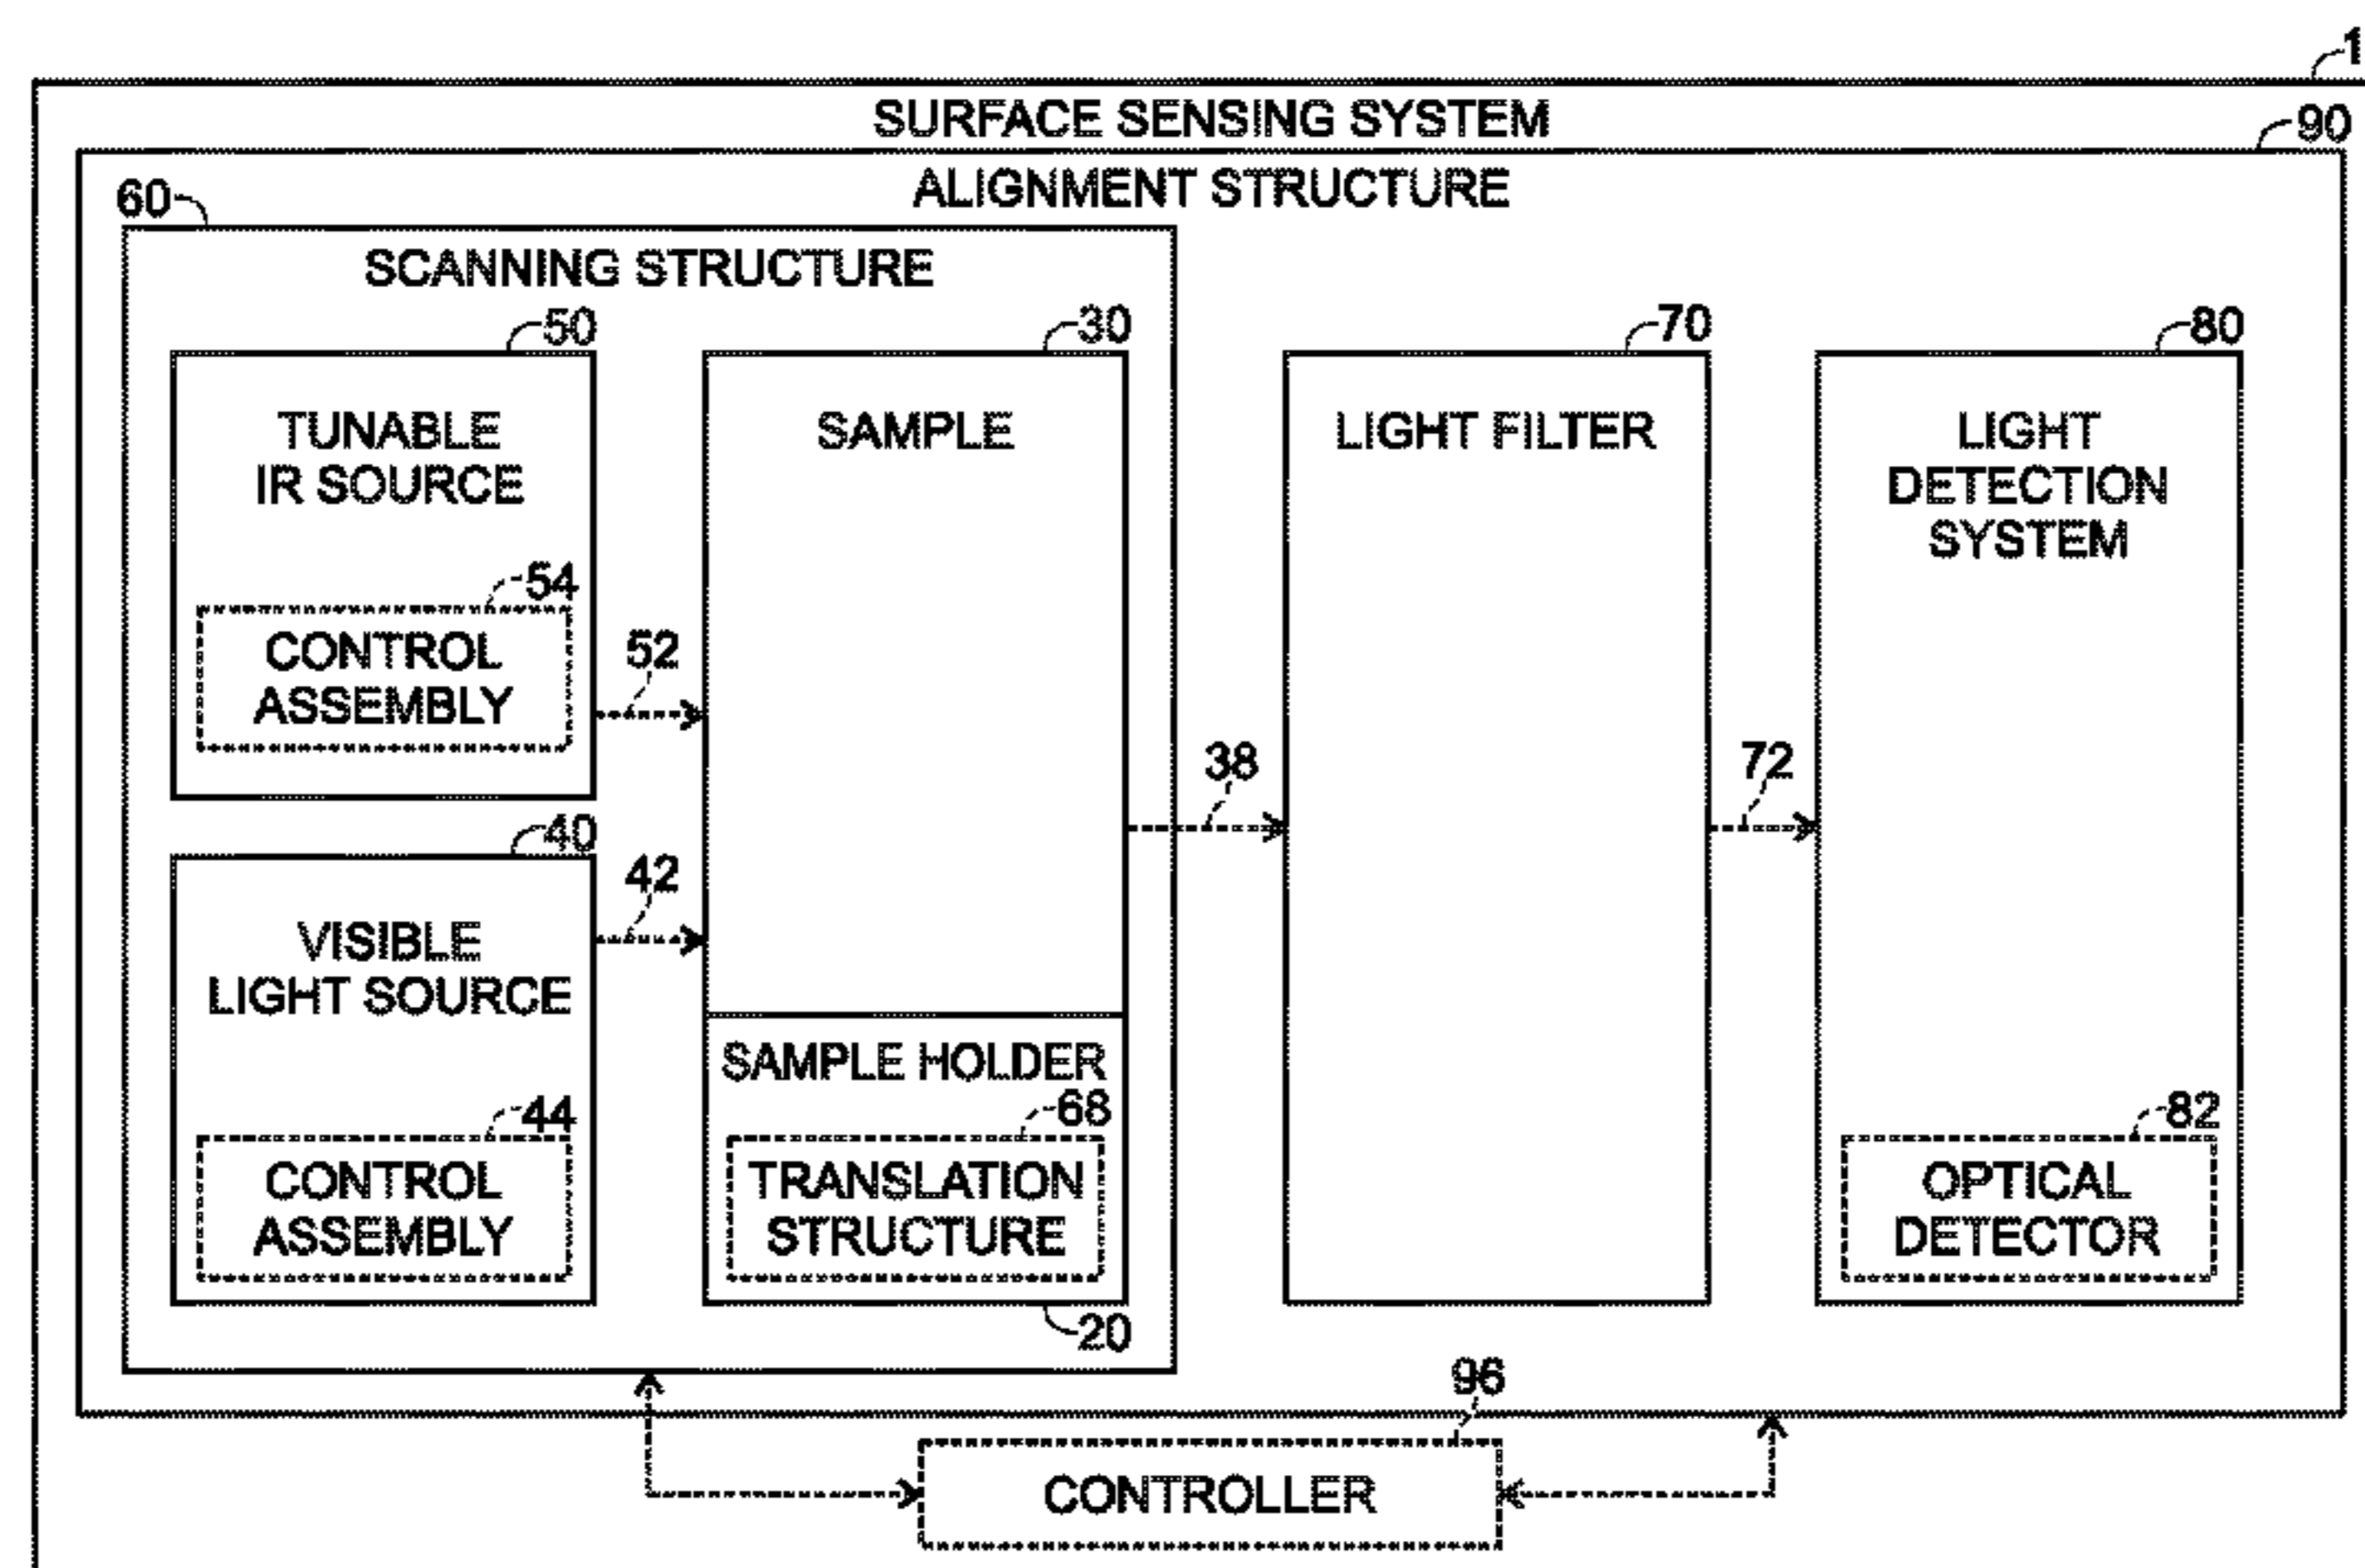 1
SURFACE SENSING SYSTEM
90
ALIGNMENT STRUCTURE
60
SCANNING STRUCTURE
50
30
70
80
TUNABLE
IR SOURCE
SAMPLE
LIGHT FILTER
LIGHT
DETECTION
SYSTEM
54
CONTROL
ASSEMBLY
52
38
72
40
42
VISIBLE
LIGHT SOURCE
SAMPLE HOLDER
44
68
82
CONTROL
ASSEMBLY
TRANSLATION
STRUCTURE
OPTICAL
DETECTOR
20
96
CONTROLLER